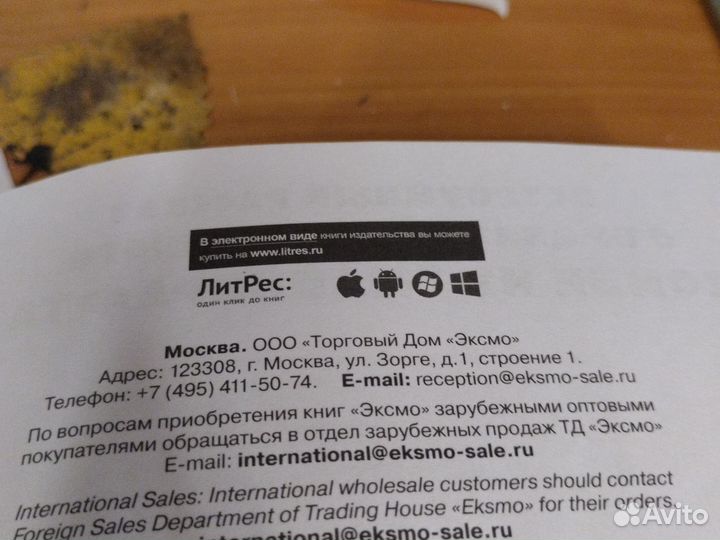 В электронном виде книги издательства вы можете
купить на www.litres.ru
ЛитРес:
один клик до книг
Москва. ООО «Торговый Дом «Эксмо»
Адрес: 123308, г. Москва, ул. Зорге, д.1, строение 1.
Телефон: +7 (495) 411-50-74. E-mail: reception@eksmo-sale.ru
По вопросам приобретения книг «Эксмо» зарубежными оптовыми
покупателями обращаться в отдел зарубежных продаж ТД «Эксмо»
E-mail: international@eksmo-sale.ru
International Sales: International wholesale customers should contact
Foreign Sales Department of Trading House «Eksmo» for their orders.
international@eksmo-sale.ru
Avito